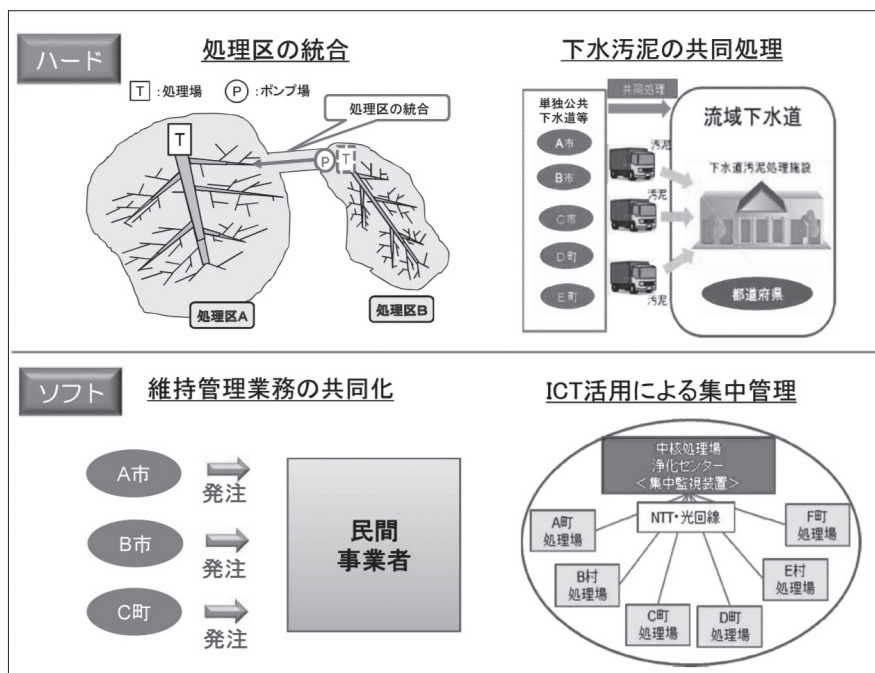 ハード
処理区の統合
T :処理場 P :ポンプ場
処理区の統合
T
P
T
処理区A
処理区B
下水汚泥の共同処理
共同処理
単独公共
下水道等
A市
B市
C市
D町
E町
汚泥
汚泥
汚泥
流域下水道
下水道汚泥処理施設
都道府県
ソフト
維持管理業務の共同化
A市
発注
B市
発注
C町
発注
民間
事業者
ICT活用による集中管理
中核処理場
浄化センター
<集中監視装置>
NTT・光回線
A町
処理場
B村
処理場
C町
処理場
D町
処理場
E村
処理場
F町
処理場